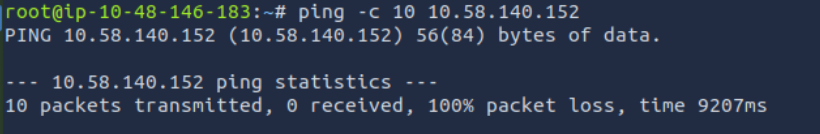 root@ip-10-48-146-183:~# ping -c 10 10.58.140.152
PING 10.58.140.152 (10.58.140.152) 56(84) bytes of data.

--- 10.58.140.152 ping statistics ---
10 packets transmitted, 0 received, 100% packet loss, time 9207ms